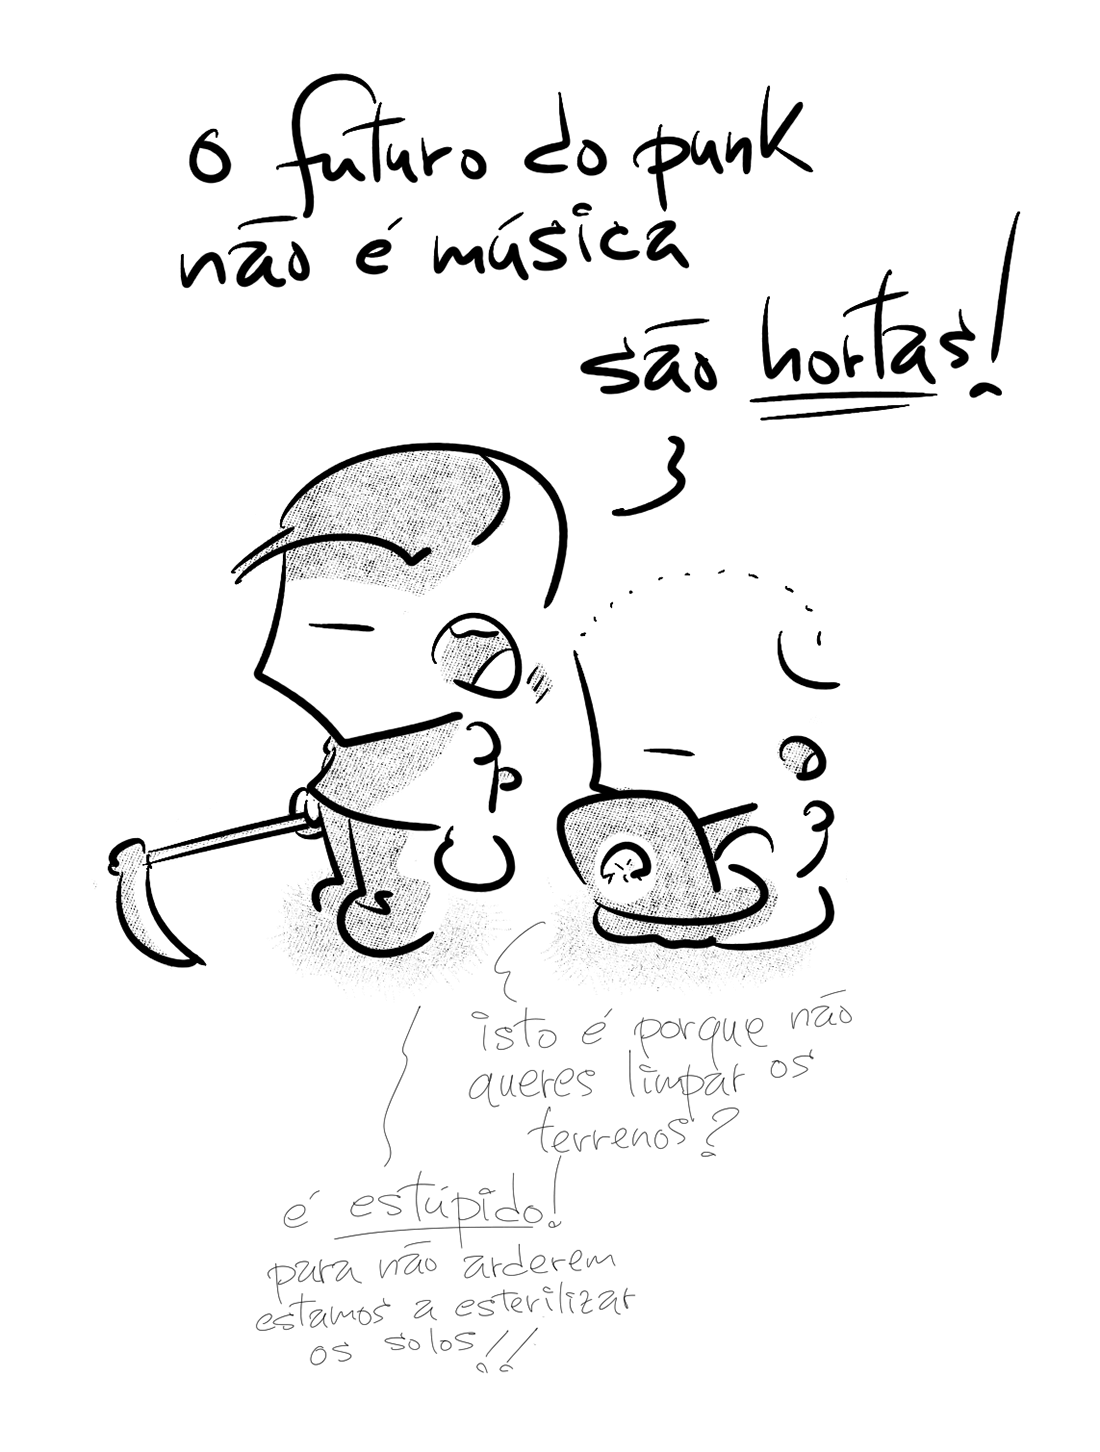 o futuro do punk
não é música
são hortas!
isto é porque não
queres limpar os
terrenos?
é estúpido!
para não arderem
estamos a esterilizar
os solos!!